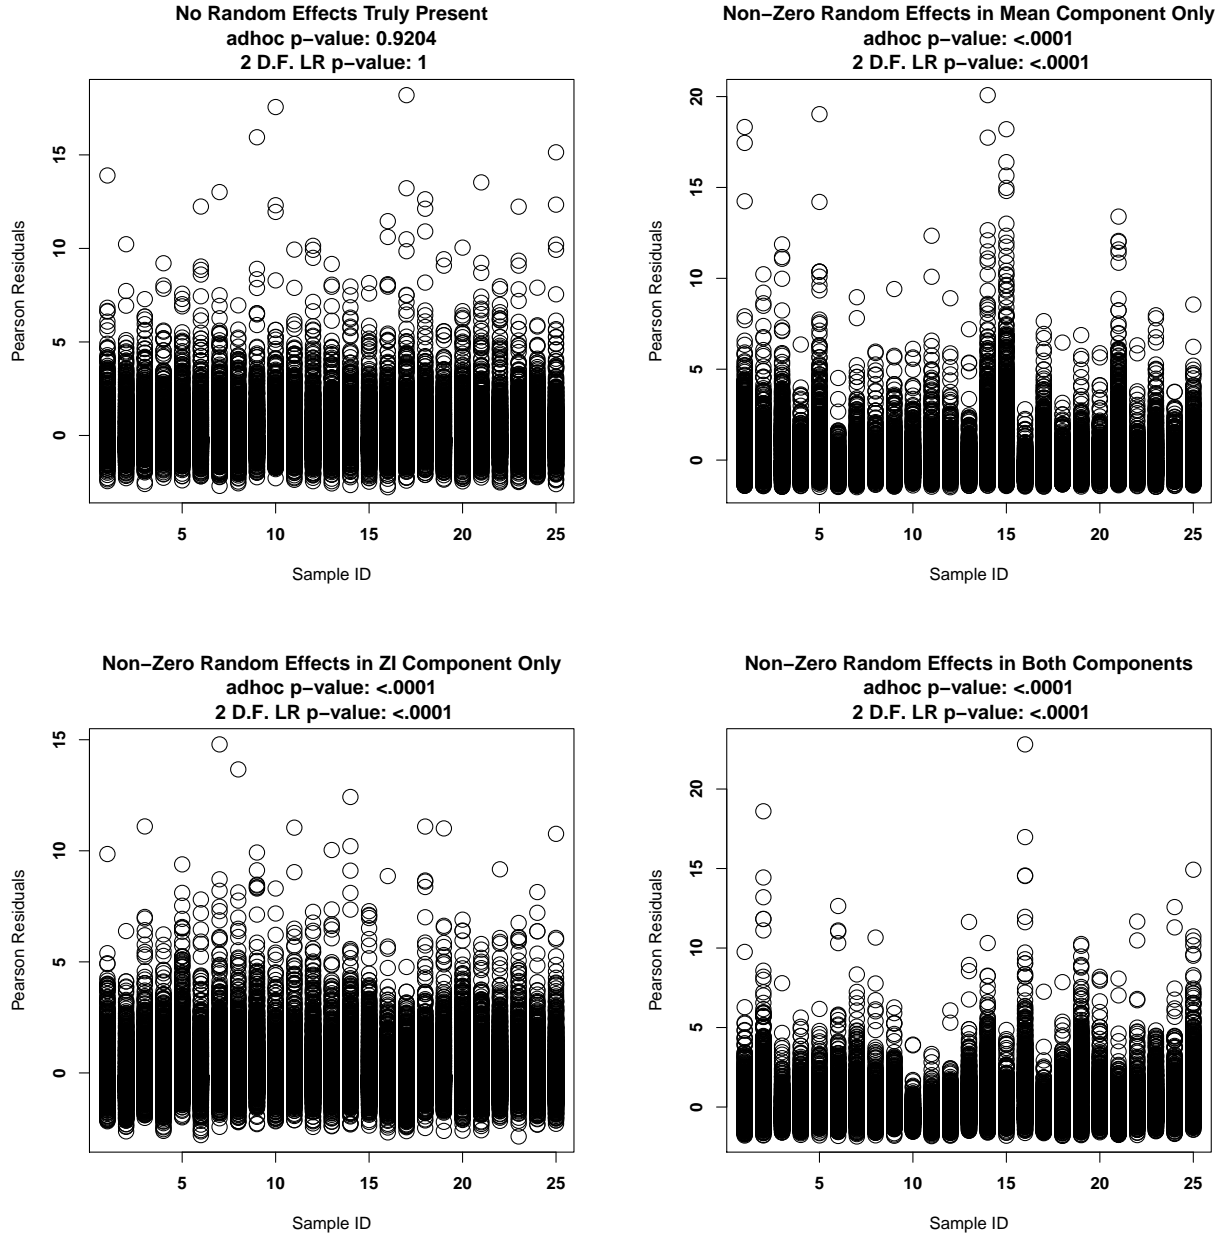 No Random Effects Truly Present
adhoc p−value: 0.9204
2 D.F. LR p−value: 1
15
10
5
0
Pearson Residuals
5
10
15
20
25
Sample ID
Non−Zero Random Effects in Mean Component Only
adhoc p−value: <.0001
2 D.F. LR p−value: <.0001
20
15
10
5
0
Pearson Residuals
5
10
15
20
25
Sample ID
Non−Zero Random Effects in ZI Component Only
adhoc p−value: <.0001
2 D.F. LR p−value: <.0001
15
10
5
0
Pearson Residuals
5
10
15
20
25
Sample ID
Non−Zero Random Effects in Both Components
adhoc p−value: <.0001
2 D.F. LR p−value: <.0001
20
15
10
5
0
Pearson Residuals
5
10
15
20
25
Sample ID